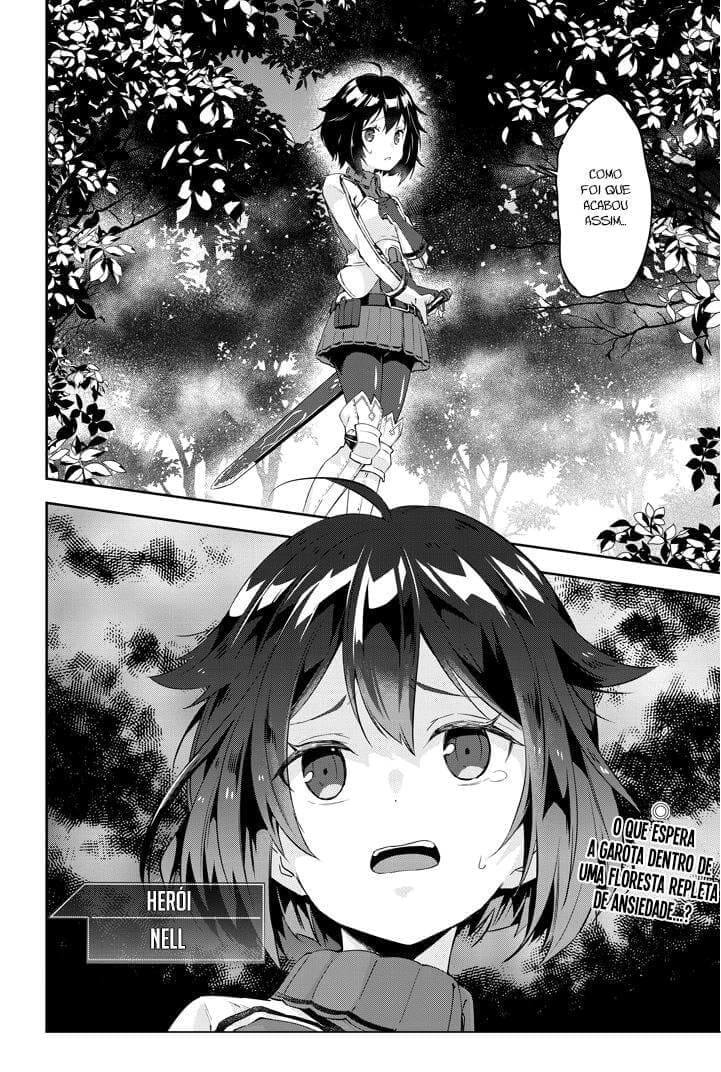 COMO
FOI QUE
ACABOU
ASSIM...
O QUE ESPERA
A GAROTA DENTRO DE
UMA FLORESTA REPLETA
DE ANSIEDADE...?
HERÓI
NELL